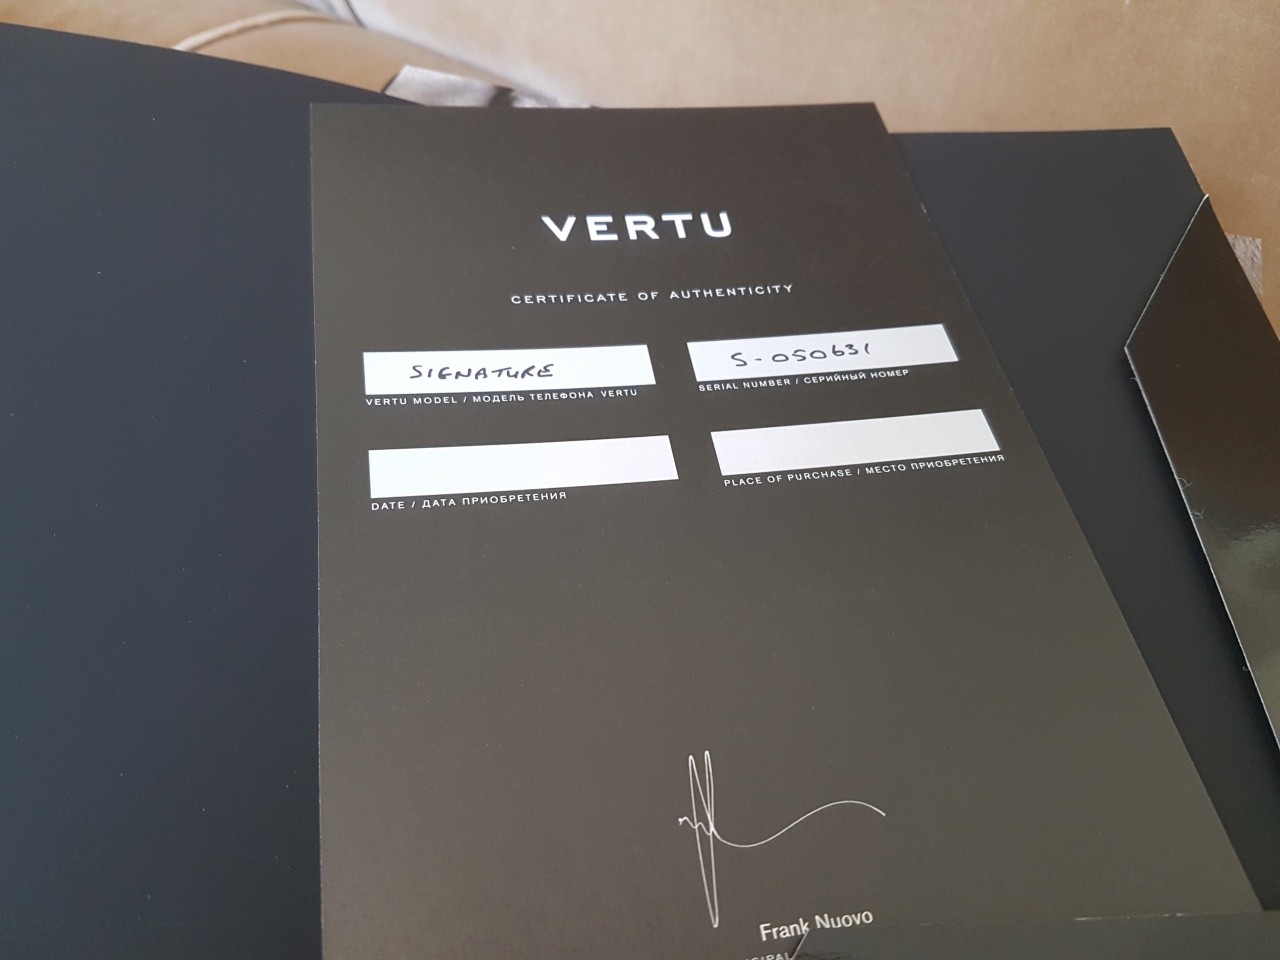 VERTU
CERTIFICATE OF AUTHENTICITY
SIGNATURE
VERTU MODEL / МОДЕЛЬ ТЕЛЕФОНА VERTU
S-050631
SERIAL NUMBER / СЕРИЙНЫЙ НОМЕР
DATE / ДАТА ПРИОБРЕТЕНИЯ
PLACE OF PURCHASE / МЕСТО ПРИОБРЕТЕНИЯ
Frank Nuovo